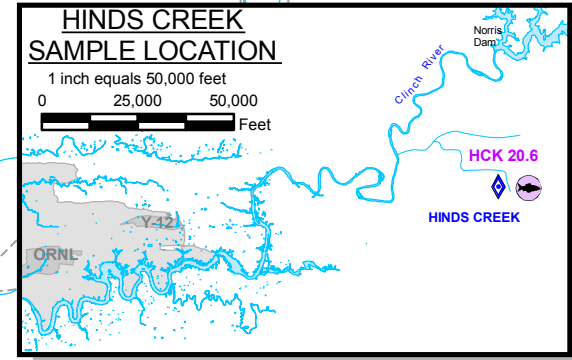 HINDS CREEK
SAMPLE LOCATION
1 inch equals 50,000 feet
0 25,000 50,000
Feet
Norris
Dam
Clinch River
HCK 20.6
HINDS CREEK
Y-12
ORNL